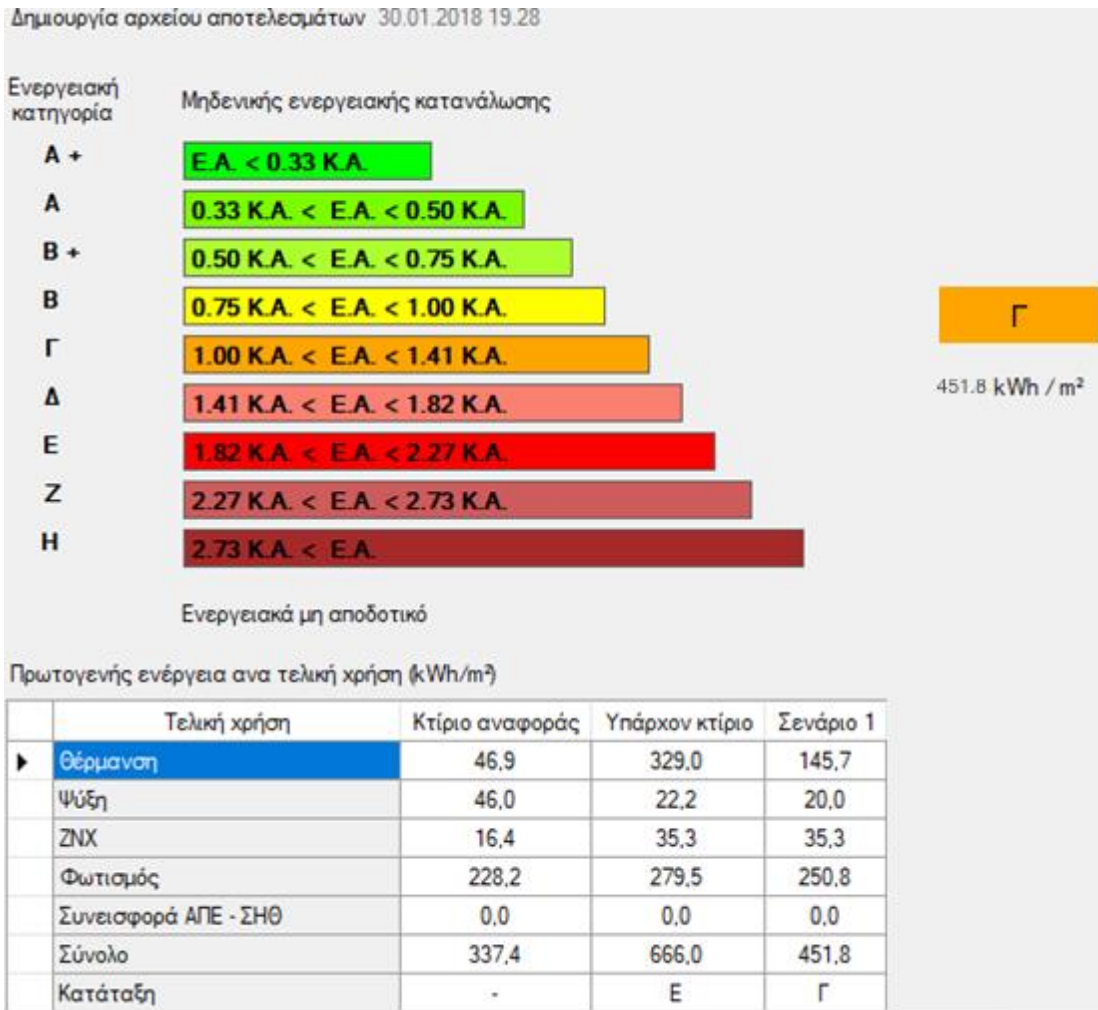 Δημιουργία αρχείου αποτελεσμάτων 30.01.2018 19.28
Ενεργειακή
κατηγορία
Μηδενικής ενεργειακής κατανάλωσης
Α +
Ε.Α. < 0.33 Κ.Α.
Α
0.33 Κ.Α. < Ε.Α. < 0.50 Κ.Α.
Β +
0.50 Κ.Α. < Ε.Α. < 0.75 Κ.Α.
Β
0.75 Κ.Α. < Ε.Α. < 1.00 Κ.Α.
Γ
1.00 Κ.Α. < Ε.Α. < 1.41 Κ.Α.
Δ
1.41 Κ.Α. < Ε.Α. < 1.82 Κ.Α.
Ε
1.82 Κ.Α. < Ε.Α. < 2.27 Κ.Α.
Ζ
2.27 Κ.Α. < Ε.Α. < 2.73 Κ.Α.
Η
2.73 Κ.Α. < Ε.Α.
Γ
451.8 kWh / m²
Ενεργειακά μη αποδοτικό
Πρωτογενής ενέργεια ανα τελική χρήση (kWh/m²)
Τελική χρήση Κτίριο αναφοράς Υπάρχον κτίριο Σενάριο 1
Θέρμανση 46,9 329,0 145,7
Ψύξη 46,0 22,2 20,0
ΖΝΧ 16,4 35,3 35,3
Φωτισμός 228,2 279,5 250,8
Συνεισφορά ΑΠΕ - ΣΗΘ 0,0 0,0 0,0
Σύνολο 337,4 666,0 451,8
Κατάταξη - Ε Γ